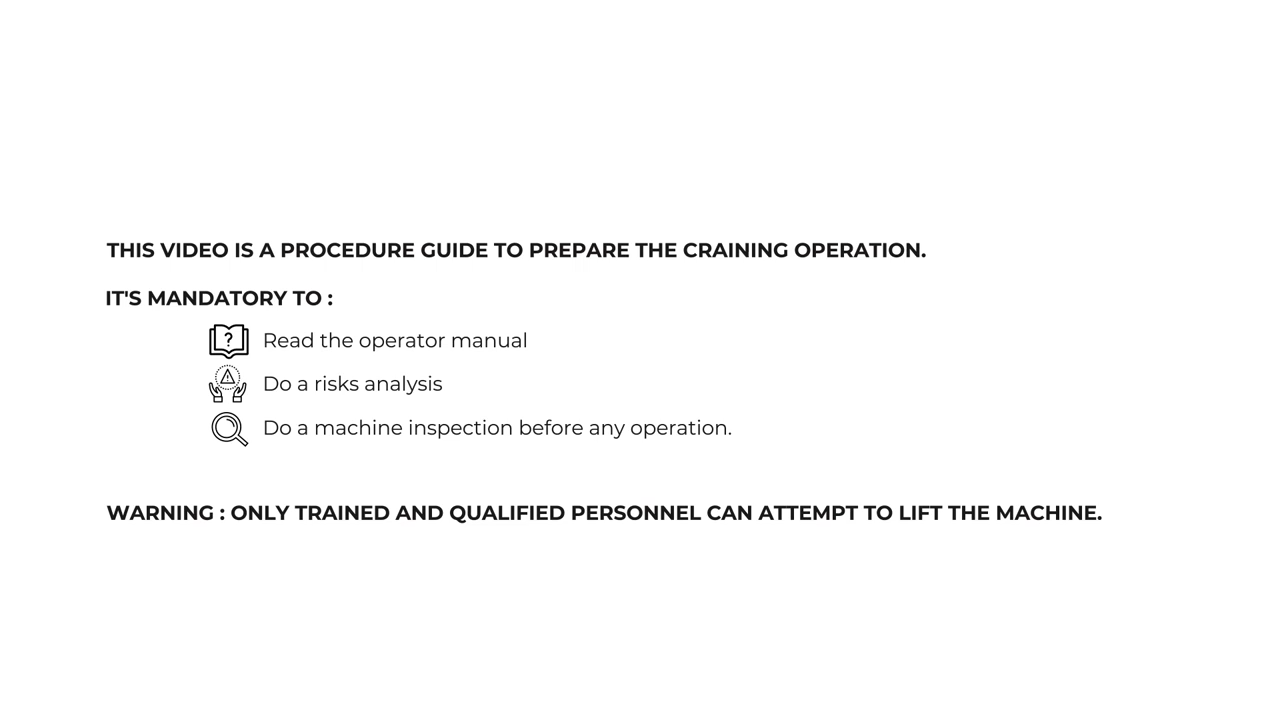 THIS VIDEO IS A PROCEDURE GUIDE TO PREPARE THE CRAINING OPERATION.
IT'S MANDATORY TO :
Read the operator manual
Do a risks analysis
Do a machine inspection before any operation.
WARNING : ONLY TRAINED AND QUALIFIED PERSONNEL CAN ATTEMPT TO LIFT THE MACHINE.